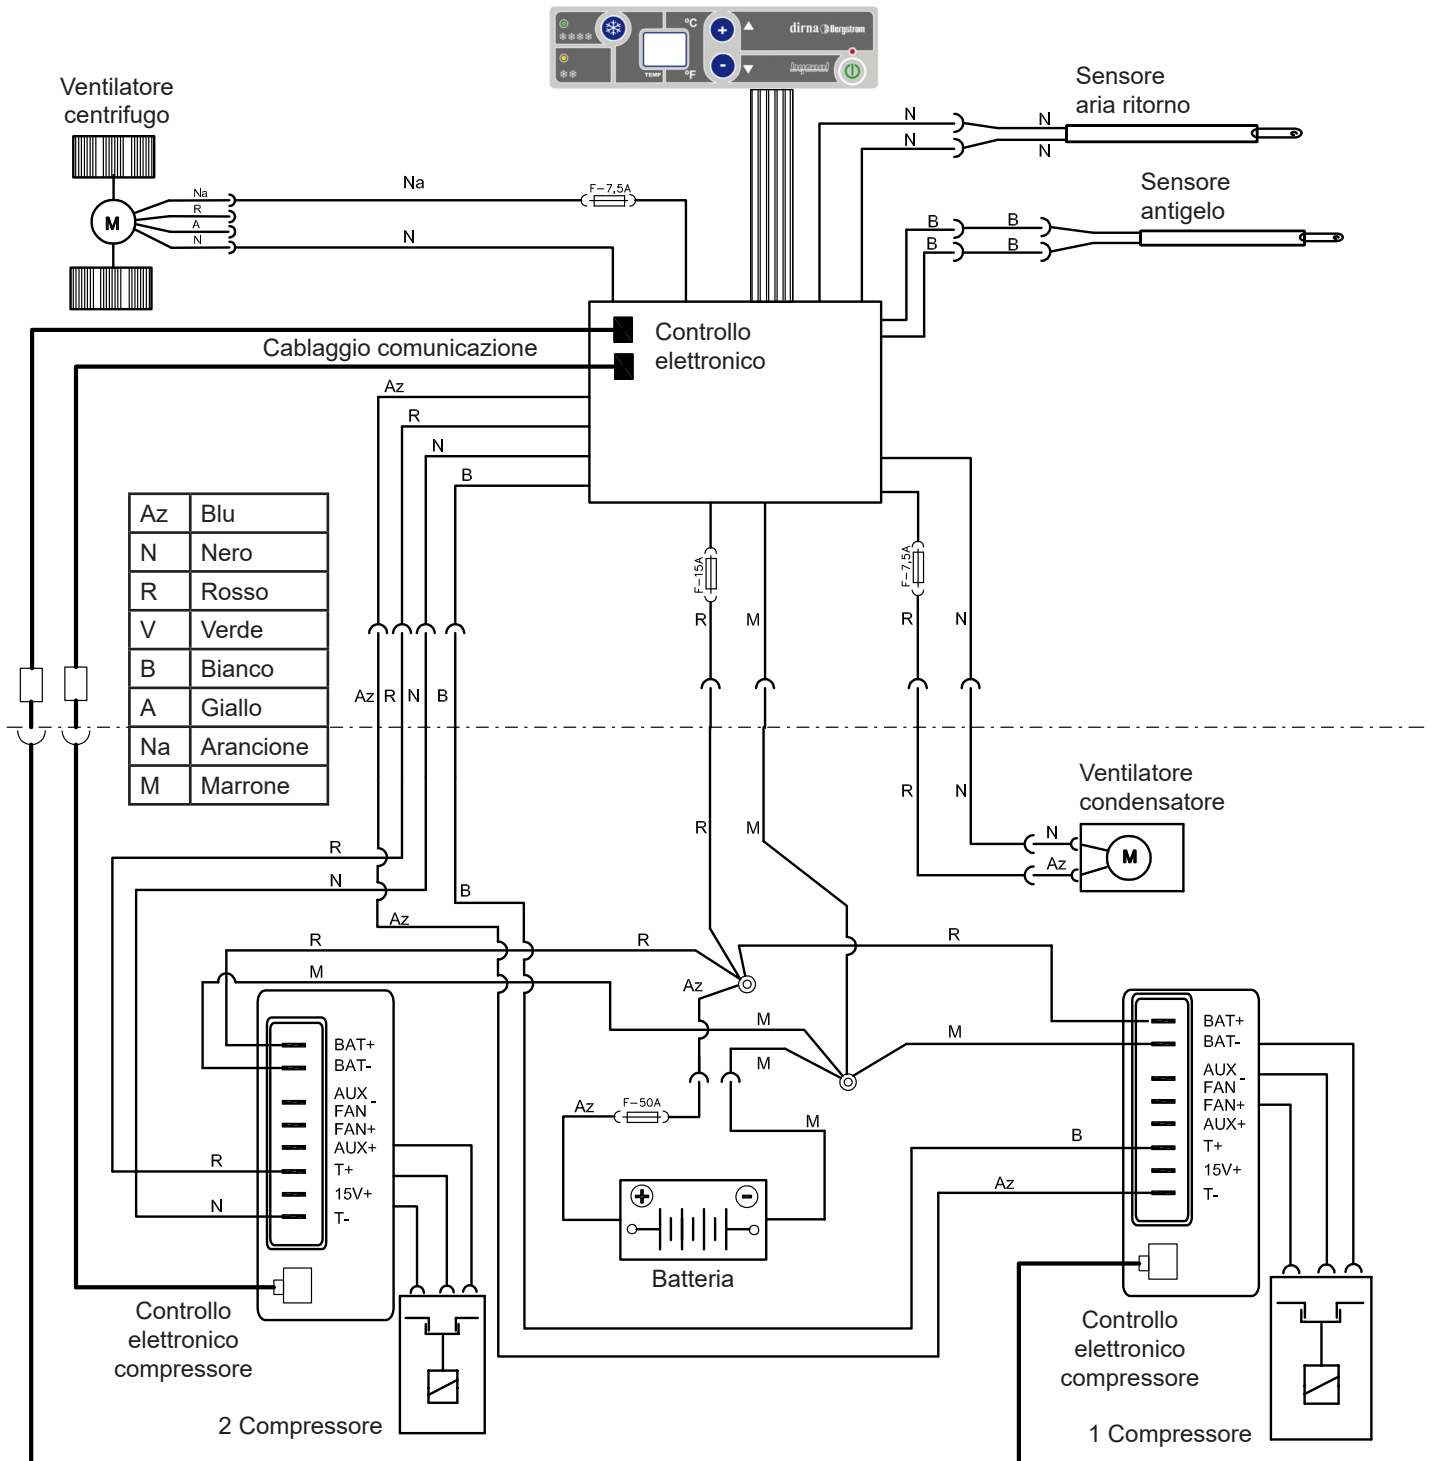 °C
dirna Bergstrom
TEMP
°F
bycool
Ventilatore
centrifugo
Sensore
aria ritorno
Sensore
antigelo
N
N
N
N
Na
R
A
N
M
Na
N
F-7,5A
B
B
B
B
Controllo
elettronico
Cablaggio comunicazione
Az
R
N
B
Az Blu
N Nero
R Rosso
V Verde
B Bianco
A Giallo
Na Arancione
M Marrone
F-15A
F-7,5A
R
M
R
N
Az
R
N
B
R
N
R
M
Ventilatore
condensatore
N
Az
M
R
N
B
Az
R
R
R
M
Az
M
M
M
BAT+
BAT-
AUX
FAN -
FAN+
AUX+
T+
15V+
T-
R
N
Az
F-50A
M
Batteria
B
Az
BAT+
BAT-
AUX
FAN -
FAN+
AUX+
T+
15V+
T-
Controllo
elettronico
compressore
2 Compressore
Controllo
elettronico
compressore
1 Compressore